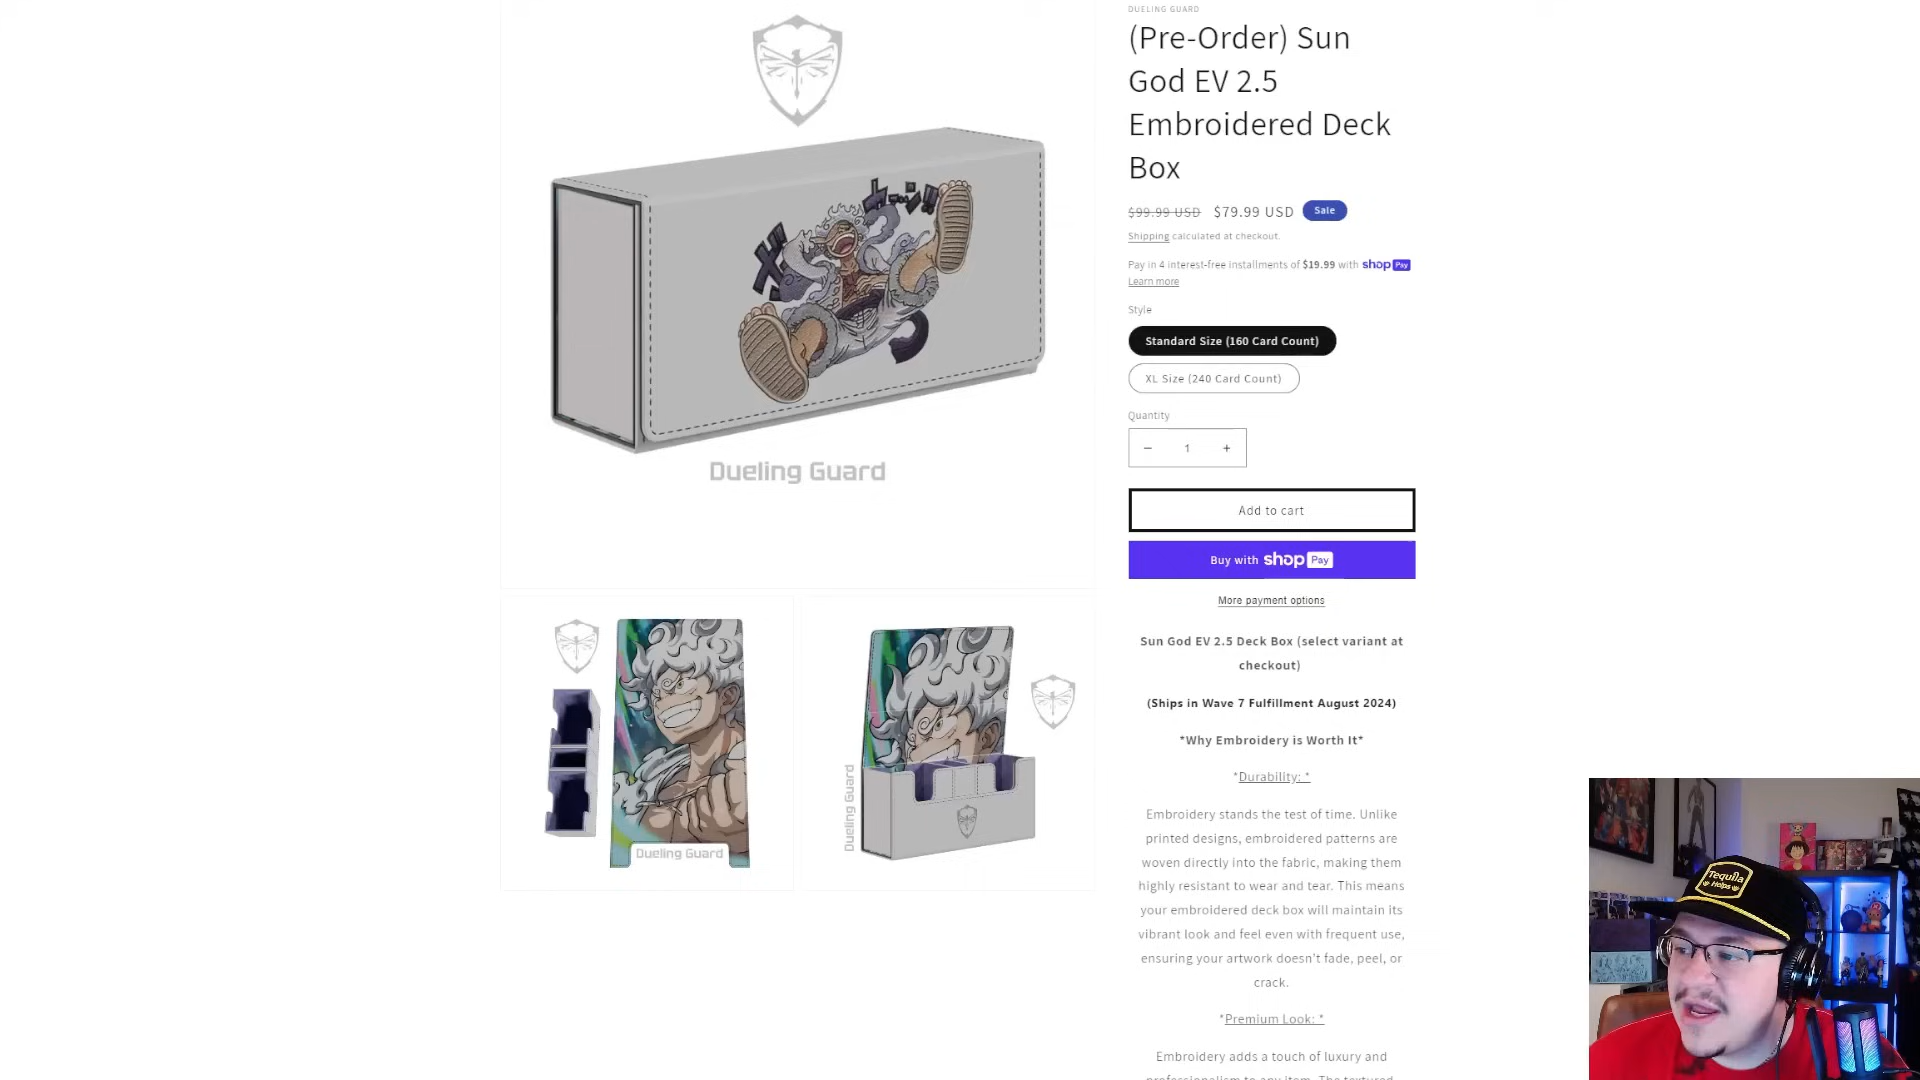 DUELING GUARD
(Pre-Order) Sun
God EV 2.5
Embroidered Deck
Box
$99.99 USD $79.99 USD Sale
Shipping calculated at checkout.
Pay in 4 interest-free installments of $19.99 with shop Pay
Learn more
Style
Standard Size (160 Card Count)
XL Size (240 Card Count)
Quantity
− 1 +
Add to cart
Buy with shop Pay
More payment options
Sun God EV 2.5 Deck Box (select variant at
checkout)
(Ships in Wave 7 Fulfillment August 2024)
*Why Embroidery is Worth It*
*Durability: *
Embroidery stands the test of time. Unlike
printed designs, embroidered patterns are
woven directly into the fabric, making them
highly resistant to wear and tear. This means
your embroidered deck box will maintain its
vibrant look and feel even with frequent use,
ensuring your artwork doesn't fade, peel, or
crack.
*Premium Look: *
Embroidery adds a touch of luxury and
professionalism to any item. The textured
Dueling Guard
Dueling Guard
Dueling Guard
Tequila
Helps